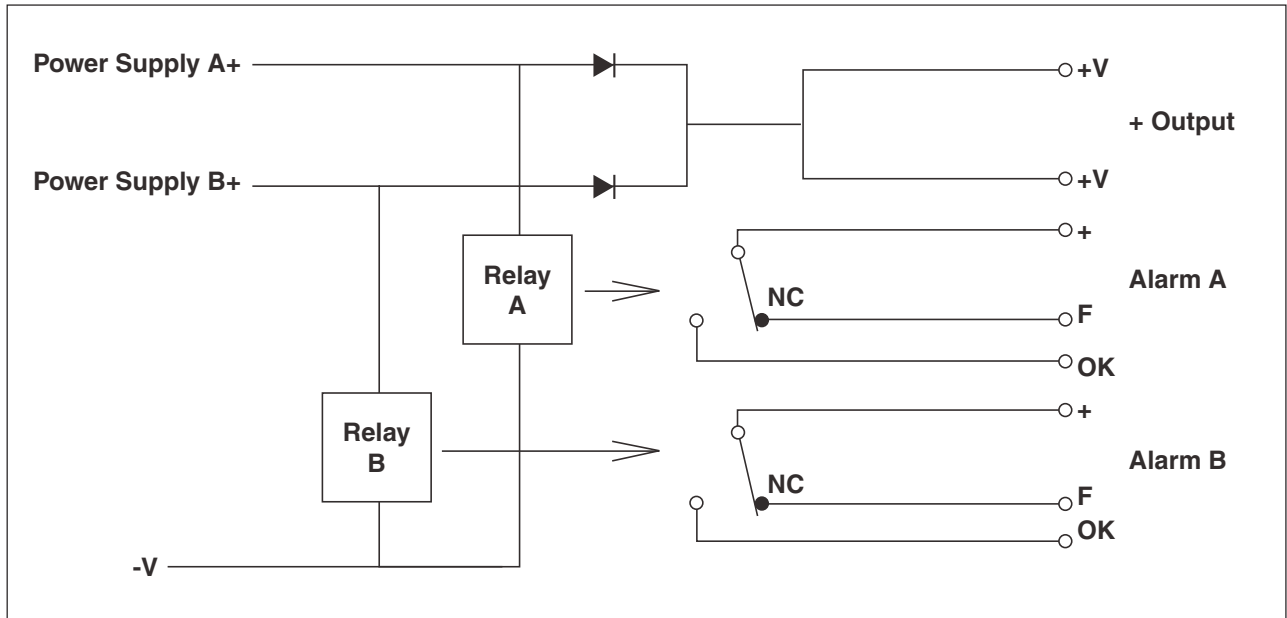 Power Supply A+
+V
+ Output
Power Supply B+
+V
+
Relay
A
Alarm A
NC
F
OK
+
Relay
B
Alarm B
NC
F
OK
-V